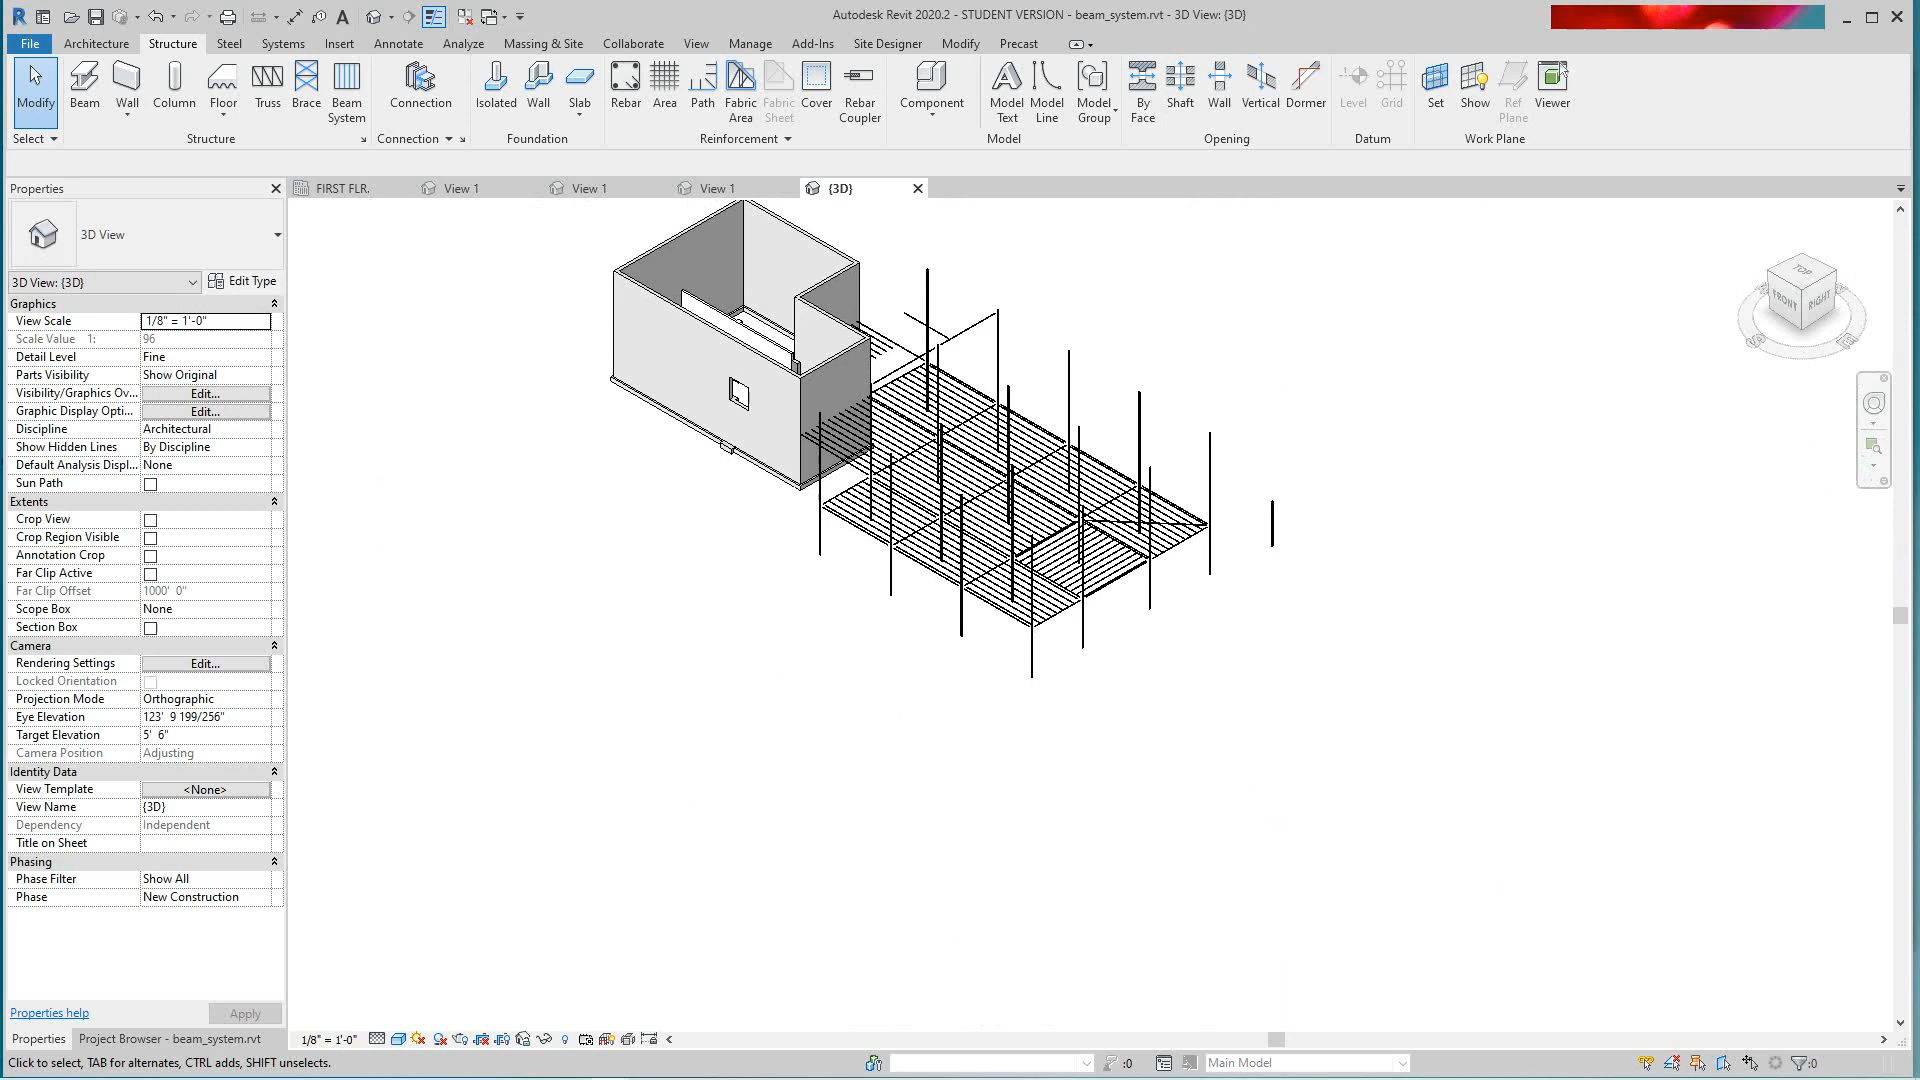 Autodesk Revit 2020.2 - STUDENT VERSION - beam_system.rvt - 3D View: {3D}
File Architecture Structure Steel Systems Insert Annotate Analyze Massing & Site Collaborate View Manage Add-Ins Site Designer Modify Precast
Modify Beam Wall Column Floor Truss Brace Beam System Connection Isolated Wall Slab Rebar Area Path Fabric Area Fabric Sheet Cover Rebar Coupler Component Model Text Model Line Model Group By Face Shaft Wall Vertical Dormer Level Grid Set Show Ref Plane Viewer
Select Structure Connection Foundation Reinforcement Model Opening Datum Work Plane
Properties
FIRST FLR. View 1 View 1 View 1 {3D}
3D View
3D View: {3D} Edit Type
Graphics
View Scale 1/8" = 1'-0"
Scale Value 1: 96
Detail Level Fine
Parts Visibility Show Original
Visibility/Graphics Ov... Edit...
Graphic Display Opti... Edit...
Discipline Architectural
Show Hidden Lines By Discipline
Default Analysis Displ... None
Sun Path
Extents
Crop View
Crop Region Visible
Annotation Crop
Far Clip Active
Far Clip Offset 1000' 0"
Scope Box None
Section Box
Camera
Rendering Settings Edit...
Locked Orientation
Projection Mode Orthographic
Eye Elevation 123' 9 199/256"
Target Elevation 5' 6"
Camera Position Adjusting
Identity Data
View Template <None>
View Name {3D}
Dependency Independent
Title on Sheet
Phasing
Phase Filter Show All
Phase New Construction
TOP
FRONT RIGHT
Properties help Apply
Properties Project Browser - beam_system.rvt 1/8" = 1'-0"
Click to select, TAB for alternates, CTRL adds, SHIFT unselects. :0 Main Model :0